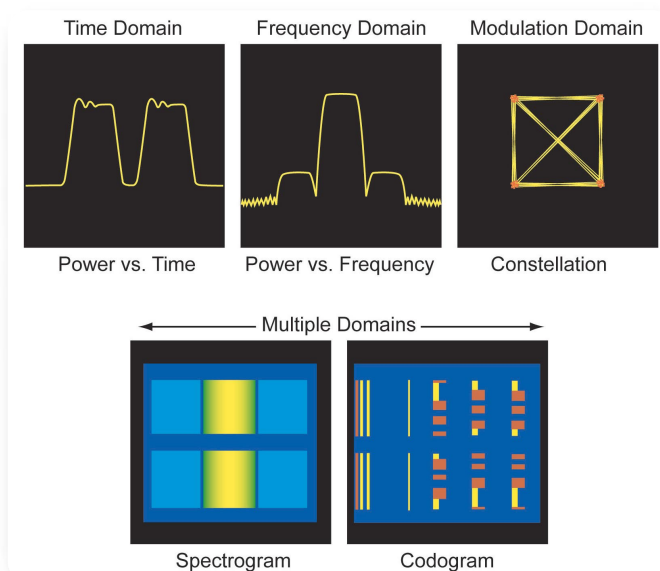 Time Domain
Frequency Domain
Modulation Domain
Power vs. Time
Power vs. Frequency
Constellation
Multiple Domains
Spectrogram
Codogram